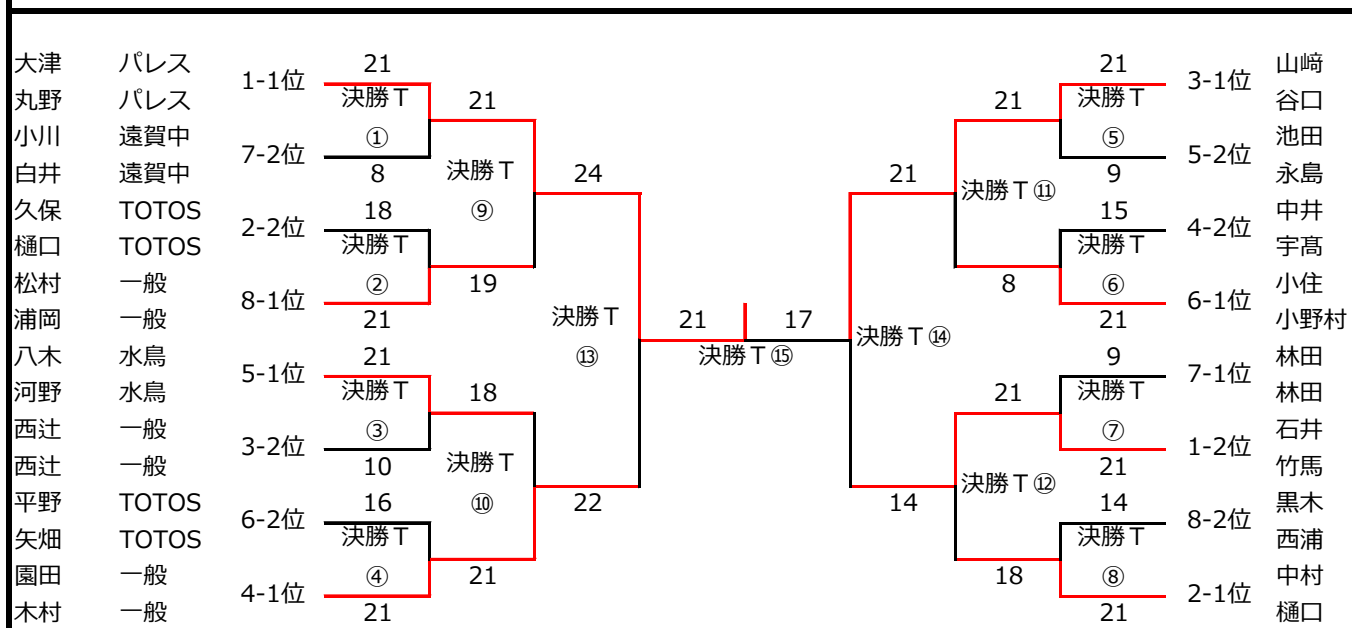 大津 パレス 21 21 山﨑
1-1位 3-1位
丸野 パレス 決勝T 21 21 決勝T 谷口
小川 遠賀中 ① ⑤ 池田
7-2位 5-2位
白井 遠賀中 8 決勝T 24 21 決勝T⑪ 9 永島
久保 TOTOS 18 ⑨ 15 中井
2-2位 4-2位
樋口 TOTOS 決勝T 決勝T 宇髙
松村 一般 ② 19 8 ⑥ 小住
8-1位 6-1位
浦岡 一般 21 決勝T 21 17 決勝T⑭ 21 小野村
八木 水鳥 21 ⑬ 決勝T⑮ 9 林田
5-1位 7-1位
河野 水鳥 決勝T 18 21 決勝T 林田
西辻 一般 ③ ⑦ 石井
3-2位 1-2位
西辻 一般 10 決勝T 決勝T⑫ 21 竹馬
平野 TOTOS 16 ⑩ 22 14 14 黒木
6-2位 8-2位
矢畑 TOTOS 決勝T 決勝T 西浦
園田 一般 ④ 21 18 ⑧ 中村
4-1位 2-1位
木村 一般 21 21 樋口